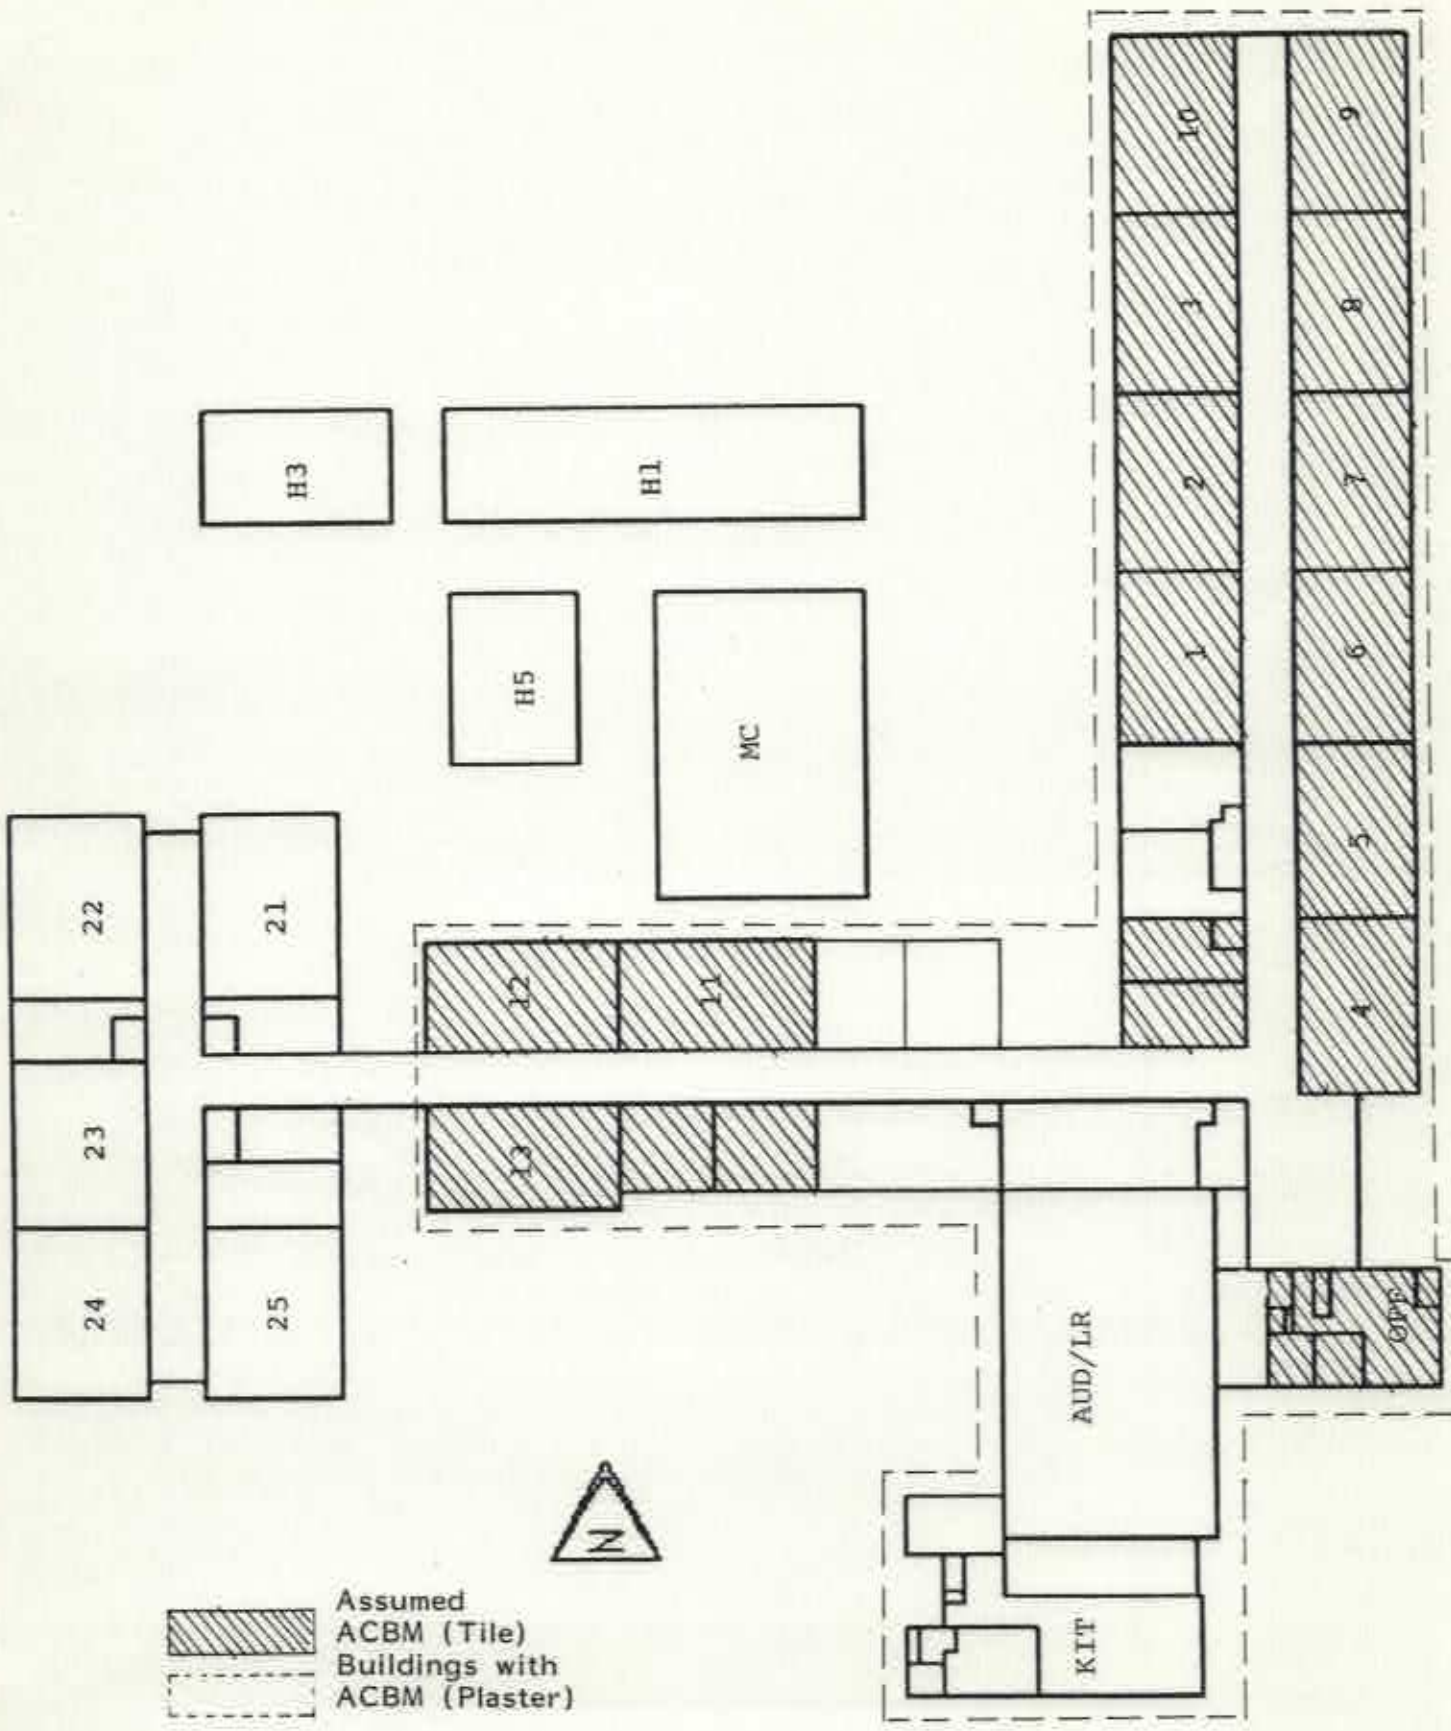 10
9
3
8
H3
H1
2
7
H5
1
6
MC
22
21
5
12
11
4
23
13
24
25
AUD/LR
OFF
N
KIT
Assumed
ACBM (Tile)
Buildings with
ACBM (Plaster)